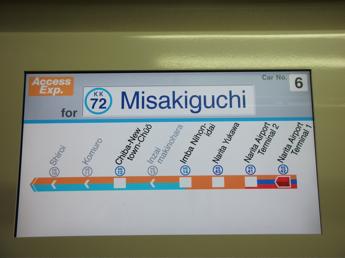 Access
Exp.
Car No.
6
for
KK
72
Misakiguchi
Shiroi
Komuro
Chiba-New
town-Chūō
Inzai
makinohara
Imba Nihon-
idai
Narita Yukawa
Narita Airport
Terminal 2
Narita Airport
Terminal 1